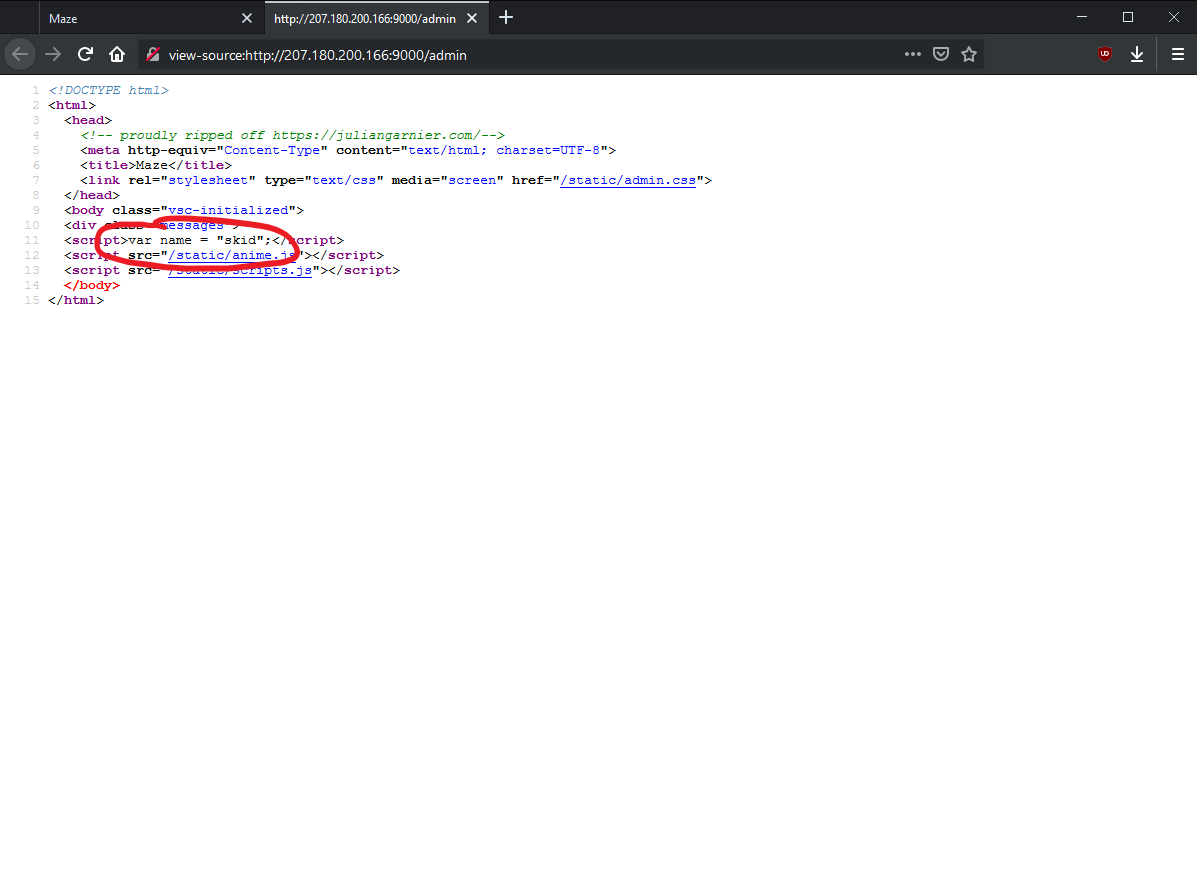 Maze
http://207.180.200.166:9000/admin
view-source:http://207.180.200.166:9000/admin
1 <!DOCTYPE html>
2 <html>
3 <head>
4 <!-- proudly ripped off https://juliangarnier.com/-->
5 <meta http-equiv="Content-Type" content="text/html; charset=UTF-8">
6 <title>Maze</title>
7 <link rel="stylesheet" type="text/css" media="screen" href="/static/admin.css">
8 </head>
9 <body class="vsc-initialized">
10 <div class="messages">
11 <script>var name = "skid";</script>
12 <script src="/static/anime.js"></script>
13 <script src="/static/scripts.js"></script>
14 </body>
15 </html>